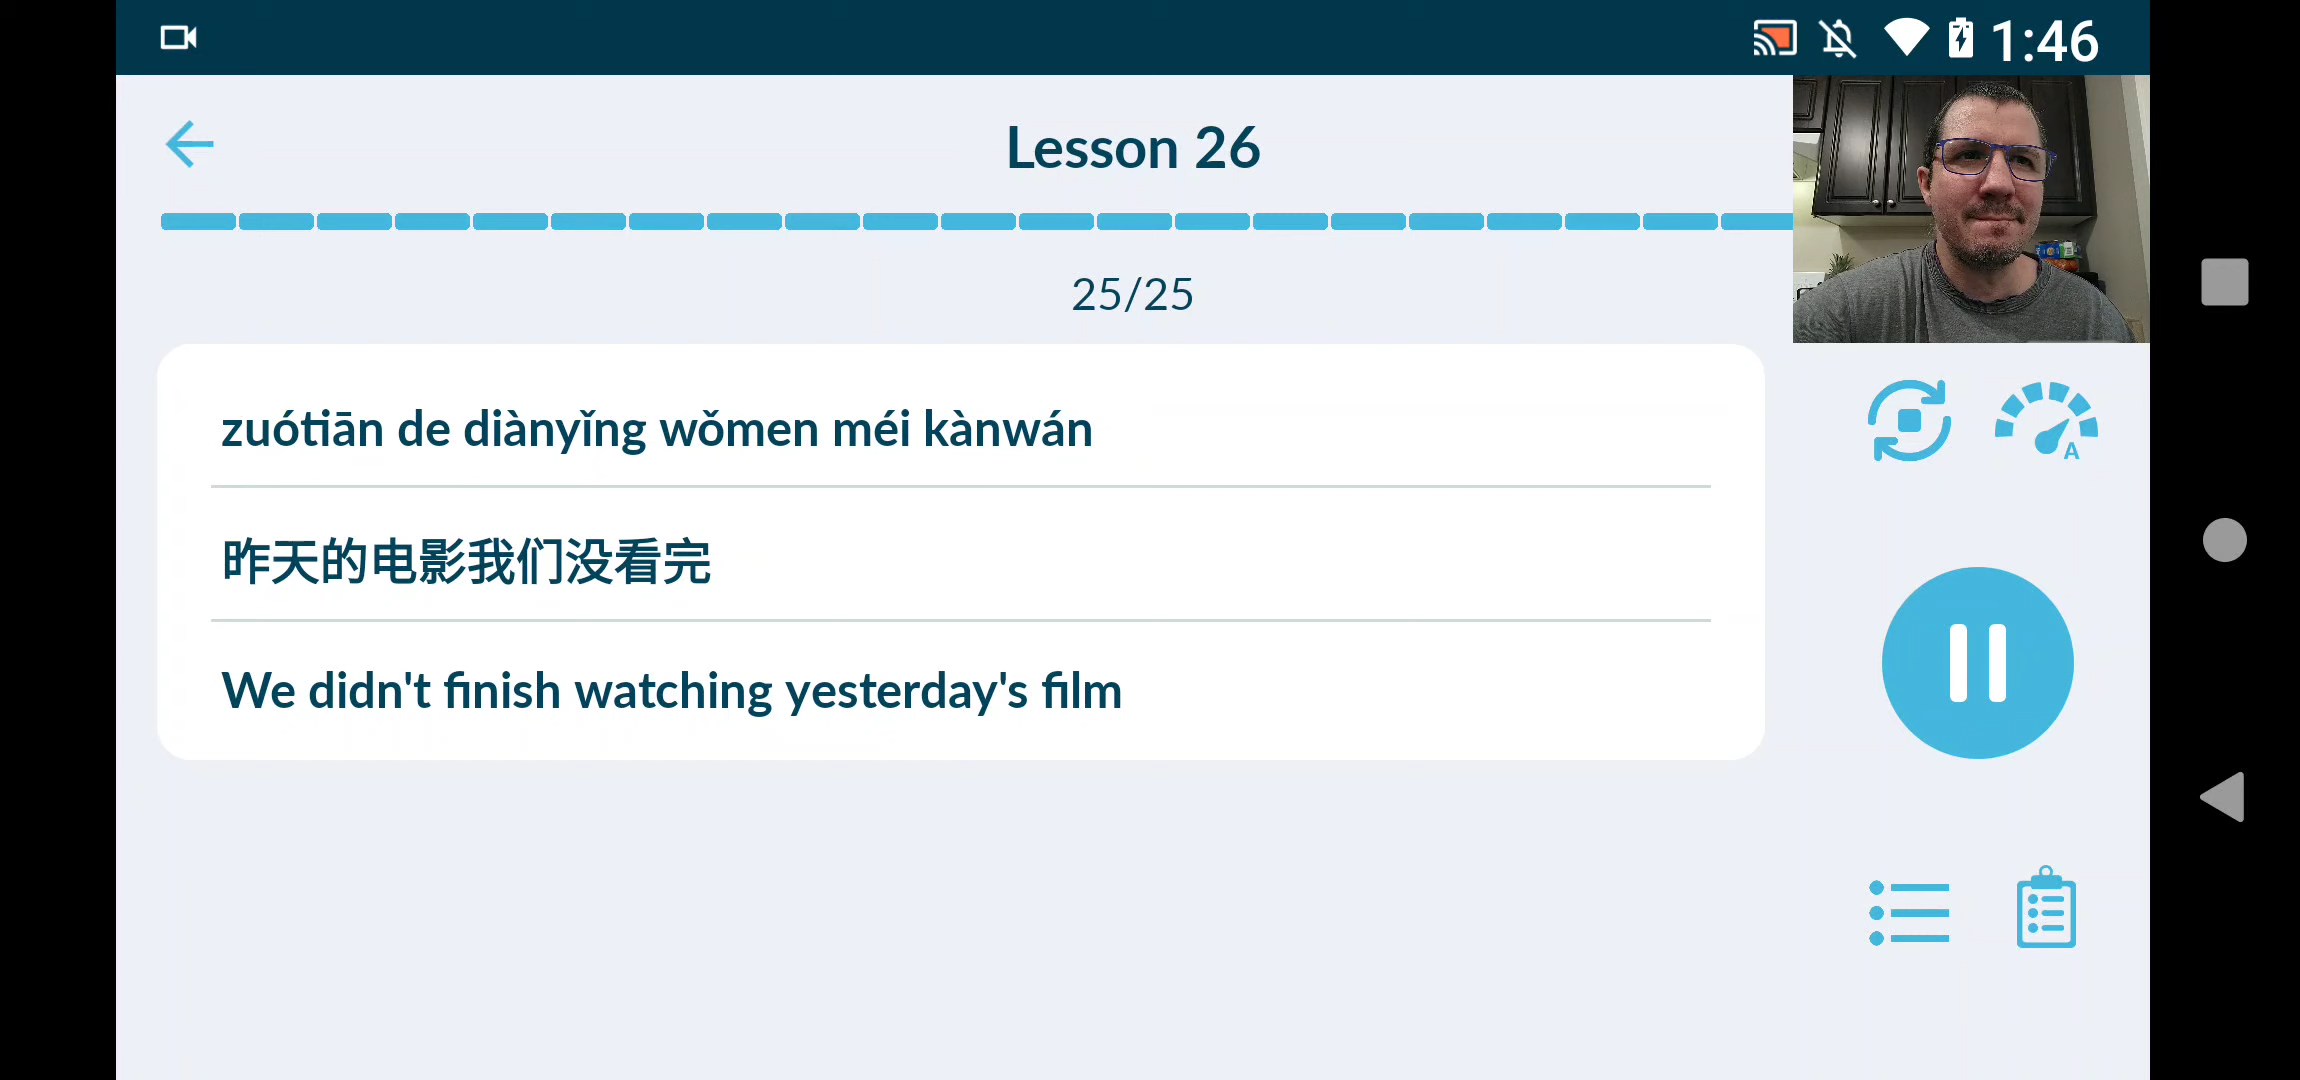 1:46
Lesson 26
25/25
zuótiān de diànyǐng wǒmen méi kànwán
昨天的电影我们没看完
We didn't finish watching yesterday's film
A